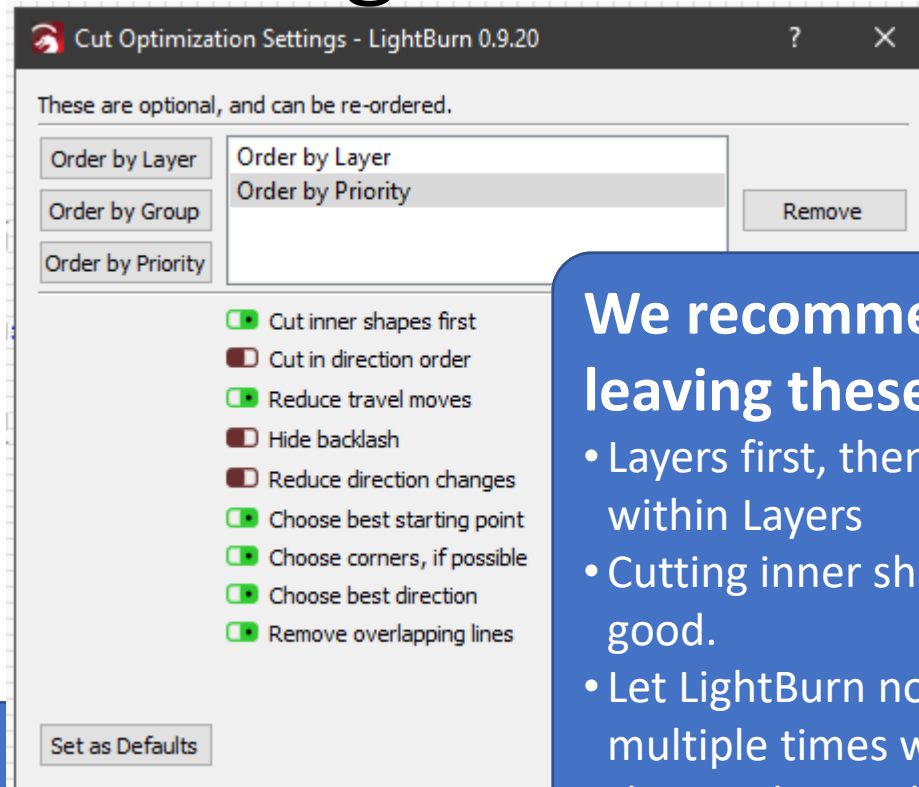 Cut Optimization Settings - LightBurn 0.9.20
? ×
These are optional, and can be re-ordered.
Order by Layer
Order by Group
Order by Priority
Order by Layer
Order by Priority
Remove
Cut inner shapes first
Cut in direction order
Reduce travel moves
Hide backlash
Reduce direction changes
Choose best starting point
Choose corners, if possible
Choose best direction
Remove overlapping lines
Set as Defaults
We recomme
leaving these
• Layers first, then
within Layers
• Cutting inner sh
good.
• Let LightBurn no
multiple times w